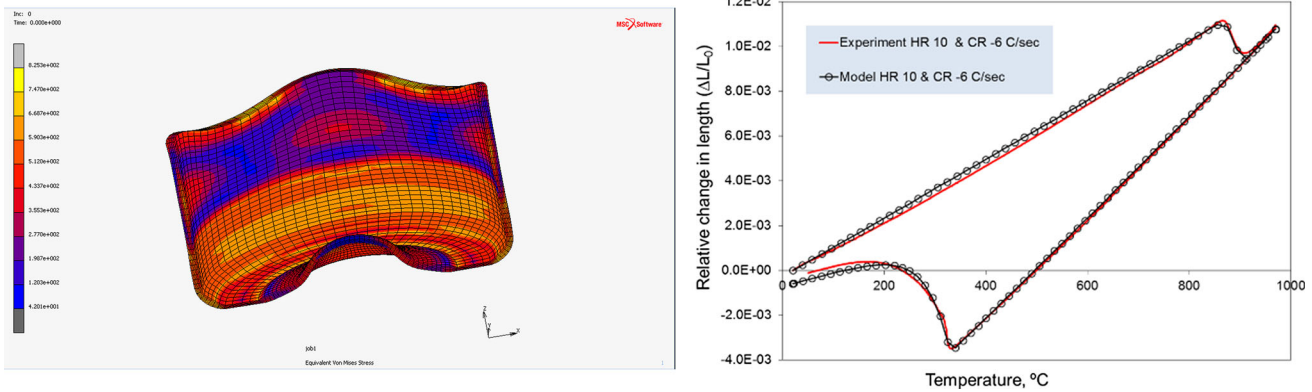 Inc: 0
Time: 0.000e+000
MSC Software
8.253e+002
7.470e+002
6.687e+002
5.903e+002
5.120e+002
4.337e+002
3.553e+002
2.770e+002
1.987e+002
1.203e+002
4.201e+001
Z
Y
X
job1
Equivalent Von Mises Stress
1
1.2E-02
1.0E-02
8.0E-03
6.0E-03
4.0E-03
2.0E-03
0.0E+00
-2.0E-03
-4.0E-03
Relative change in length (ΔL/L0)
Experiment HR 10 & CR -6 C/sec
Model HR 10 & CR -6 C/sec
0
200
400
600
800
1000
Temperature, ºC